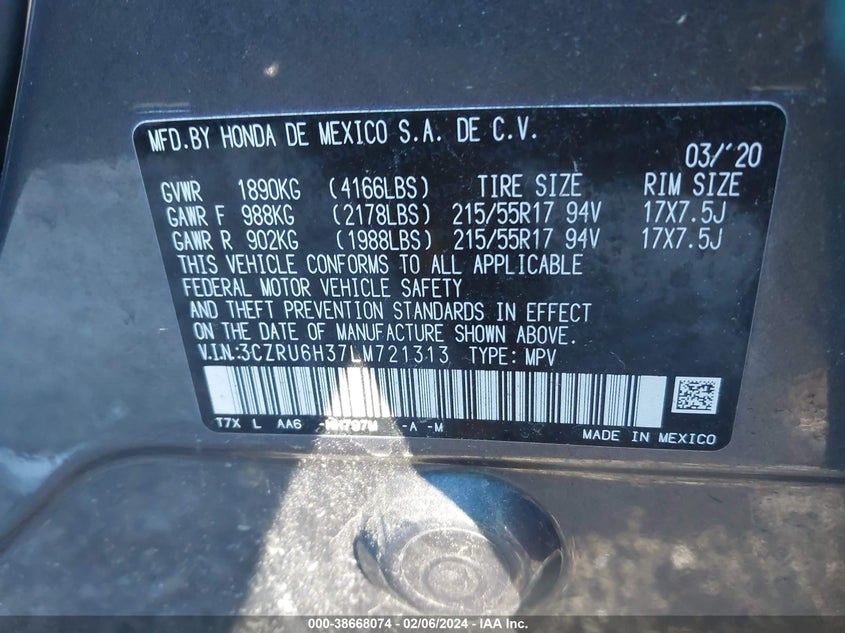 MFD.BY HONDA DE MEXICO S.A. DE C.V.
03/'20
GVWR 1890KG (4166LBS) TIRE SIZE RIM SIZE
GAWR F 988KG (2178LBS) 215/55R17 94V 17X7.5J
GAWR R 902KG (1988LBS) 215/55R17 94V 17X7.5J
THIS VEHICLE CONFORMS TO ALL APPLICABLE
FEDERAL MOTOR VEHICLE SAFETY
AND THEFT PREVENTION STANDARDS IN EFFECT
ON THE DATE OF MANUFACTURE SHOWN ABOVE.
V.I.N:3CZRU6H37LM721313 TYPE: MPV
T7X L AA6 -NH797M -A -M
MADE IN MEXICO
000-38668074 - 02/06/2024 - IAA Inc.